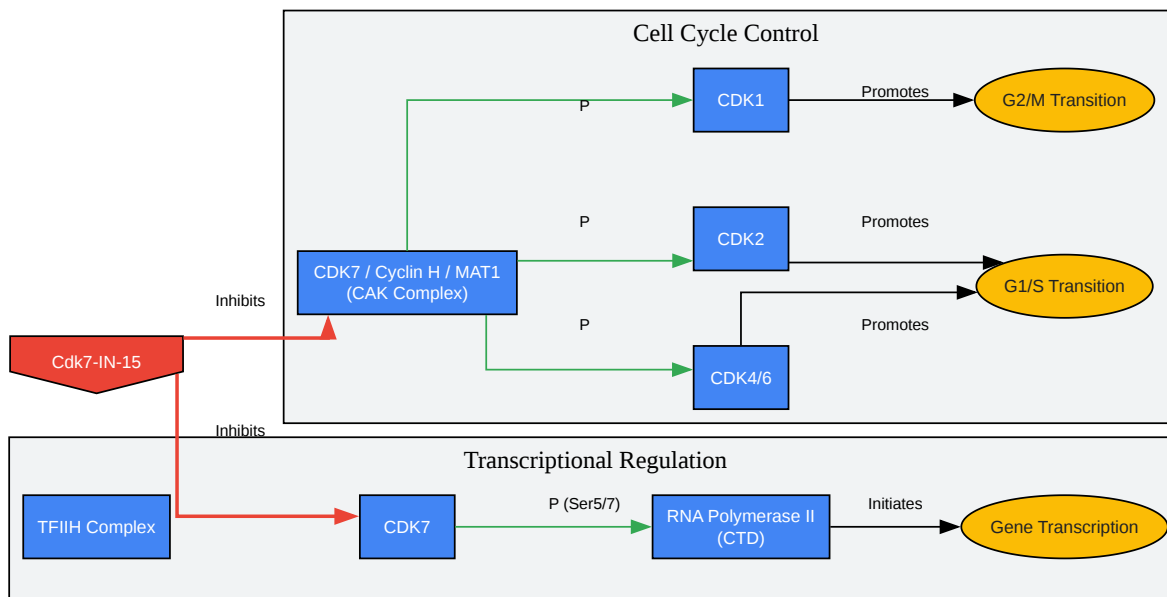 Cell Cycle Control
CDK1
Promotes
G2/M Transition
P
P
CDK2
Promotes
CDK7 / Cyclin H / MAT1
(CAK Complex)
G1/S Transition
Inhibits
P
Promotes
Cdk7-IN-15
CDK4/6
Inhibits
Transcriptional Regulation
TFIIH Complex
CDK7
P (Ser5/7)
RNA Polymerase II
(CTD)
Initiates
Gene Transcription